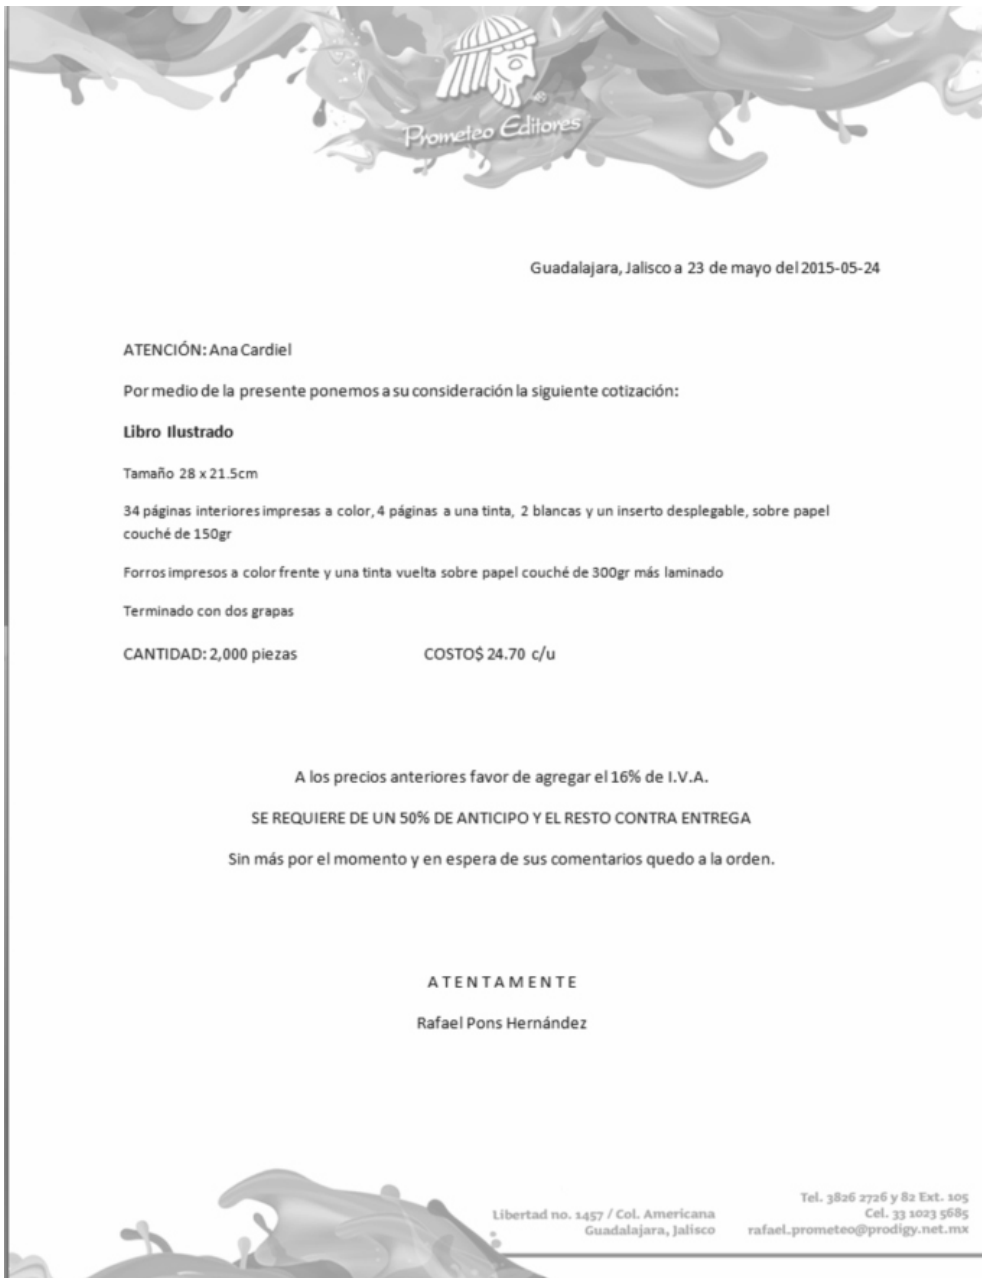 Prometeo Editores
Guadalajara, Jalisco a 23 de mayo del 2015-05-24
ATENCIÓN: Ana Cardiel
Por medio de la presente ponemos a su consideración la siguiente cotización:
Libro Ilustrado
Tamaño 28 x 21.5cm
34 páginas interiores impresas a color, 4 páginas a una tinta, 2 blancas y un inserto desplegable, sobre papel
couché de 150gr
Forros impresos a color frente y una tinta vuelta sobre papel couché de 300gr más laminado
Terminado con dos grapas
CANTIDAD: 2,000 piezas COSTO$ 24.70 c/u
A los precios anteriores favor de agregar el 16% de I.V.A.
SE REQUIERE DE UN 50% DE ANTICIPO Y EL RESTO CONTRA ENTREGA
Sin más por el momento y en espera de sus comentarios quedo a la orden.
A T E N T A M E N T E
Rafael Pons Hernández
Libertad no. 1457 / Col. Americana
Guadalajara, Jalisco
Tel. 3826 2726 y 82 Ext. 105
Cel. 33 1023 5685
rafael.prometeo@prodigy.net.mx